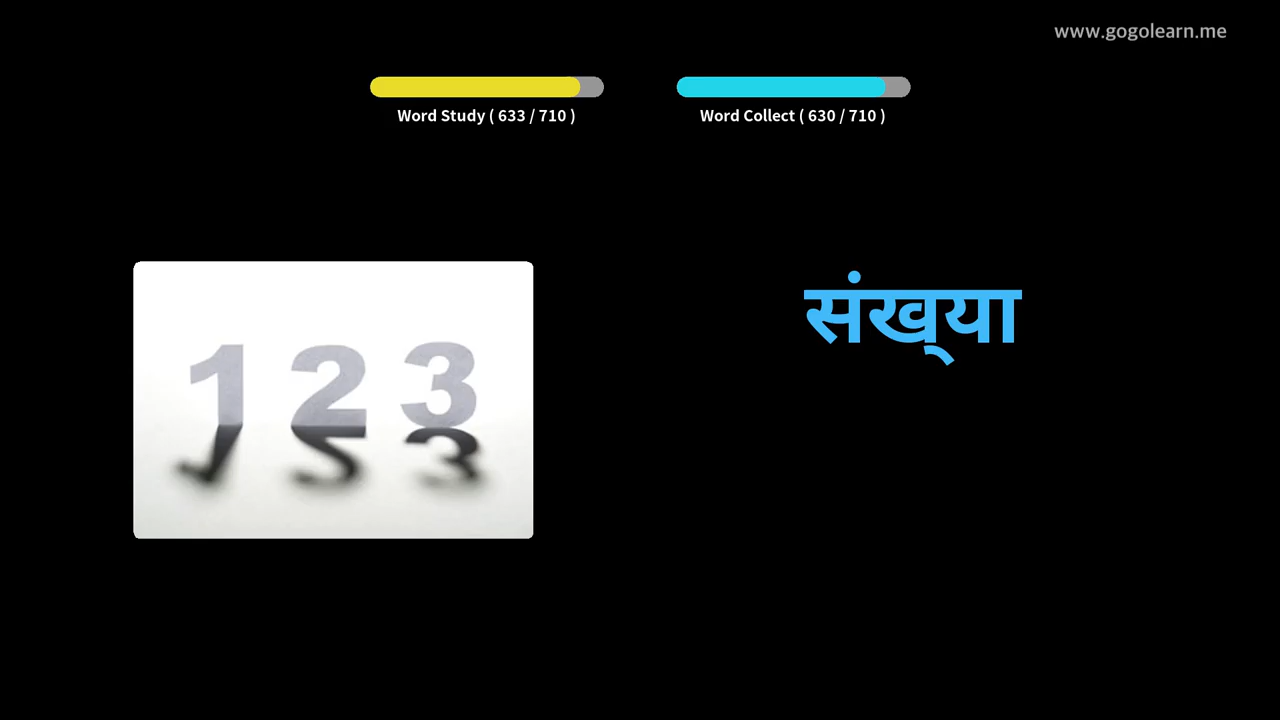 www.gogolearn.me
Word Study ( 633 / 710 )
Word Collect ( 630 / 710 )
1 2 3
संख्‌या